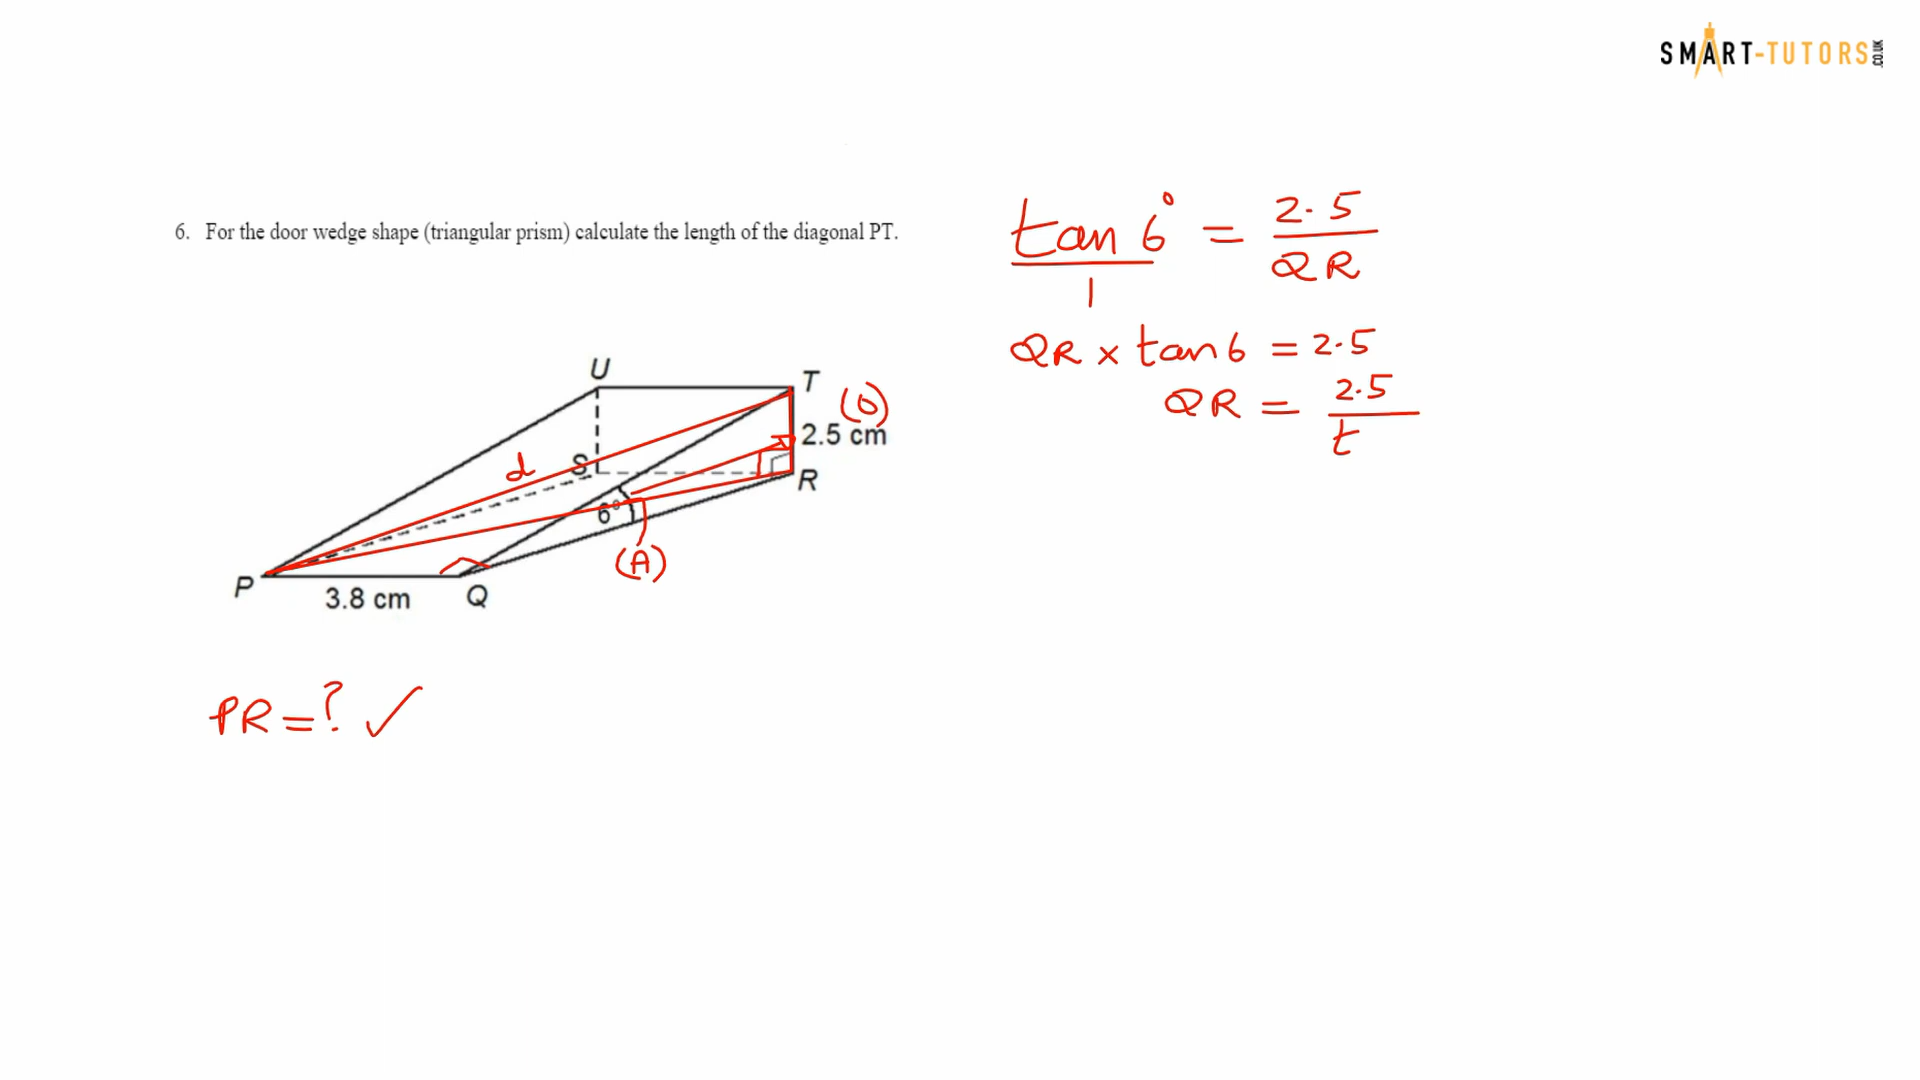 SMART-TUTORS.CO.UK
6. For the door wedge shape (triangular prism) calculate the length of the diagonal PT.
tan 6° = 2.5
1 QR
QR × tan 6 = 2.5
QR = 2.5
t
U
T
(O)
2.5 cm
d
S
R
6°
(A)
P
3.8 cm
Q
PR = ? ✓